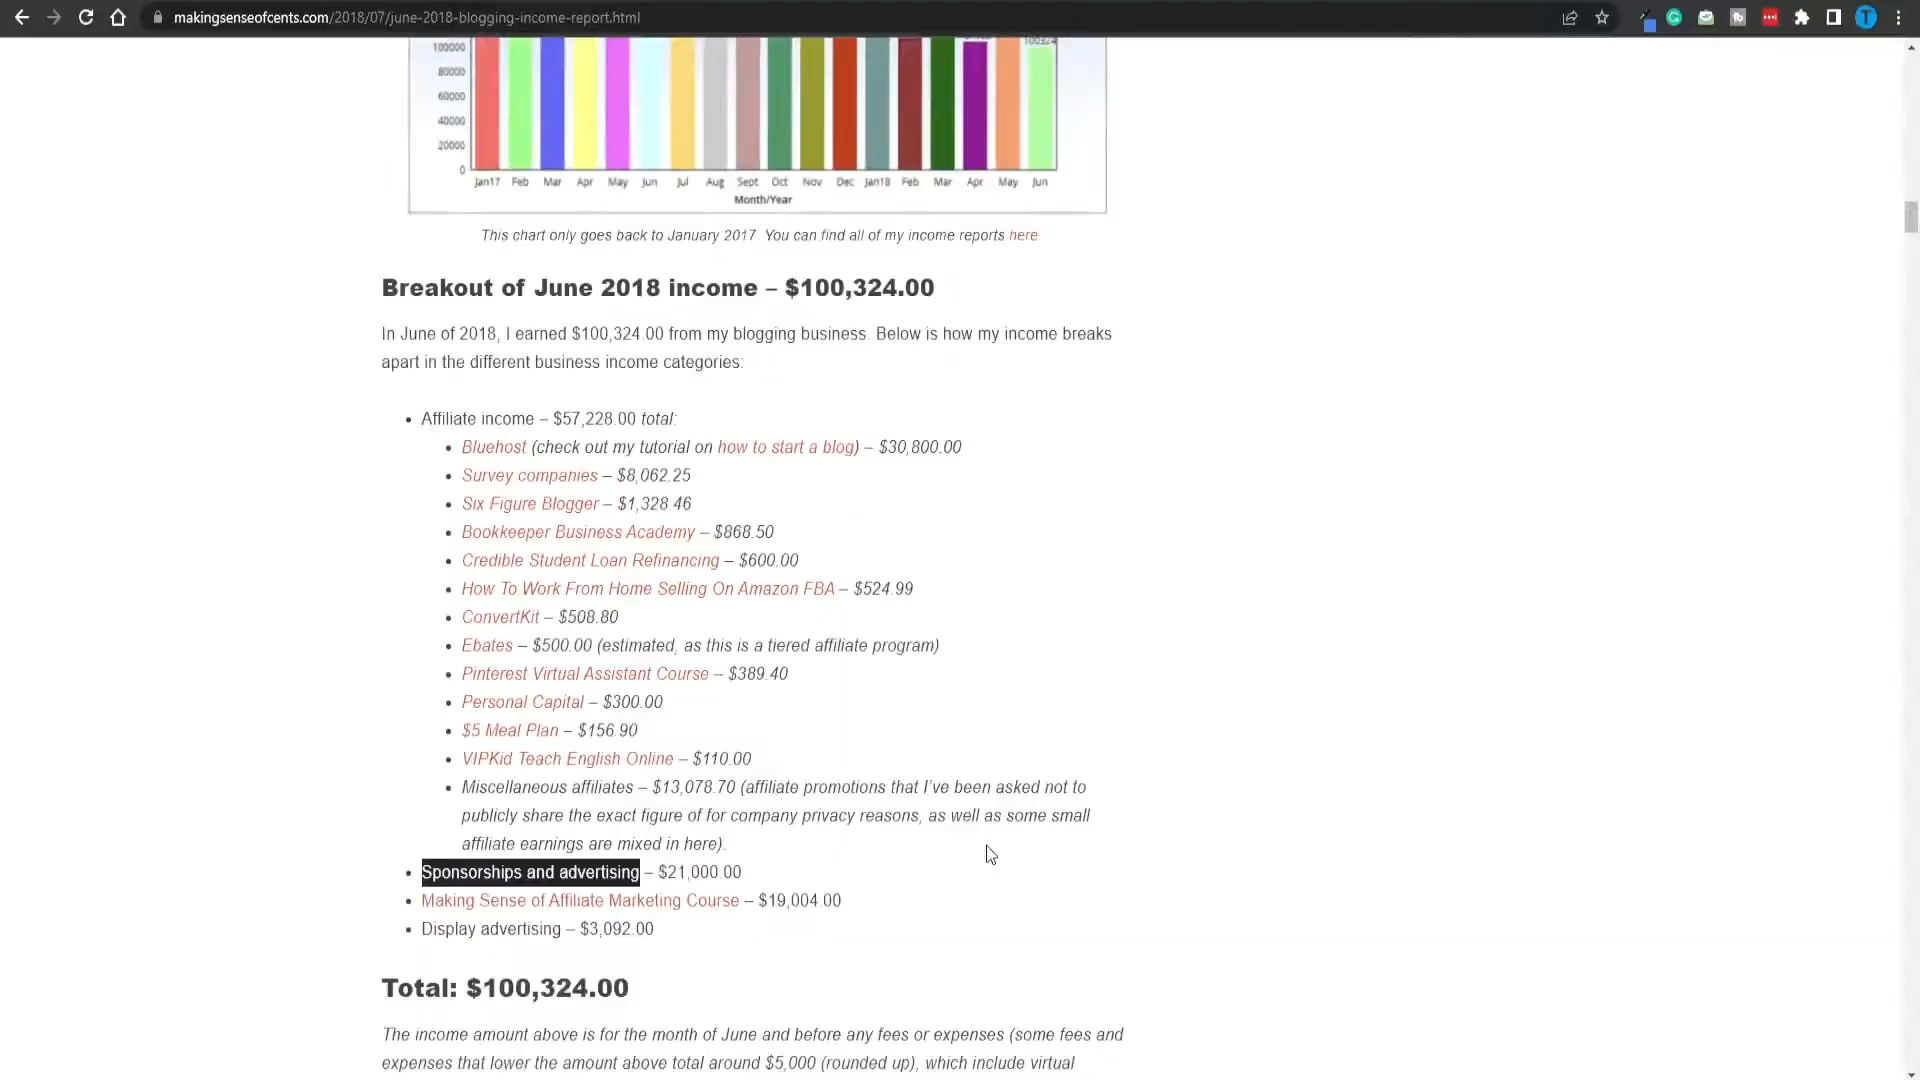 makingsenseofcents.com/2018/07/june-2018-blogging-income-report.html
100000
100324
80000
60000
40000
20000
0
Jan17 Feb Mar Apr May Jun Jul Aug Sept Oct Nov Dec Jan18 Feb Mar Apr May Jun
Month/Year
This chart only goes back to January 2017. You can find all of my income reports here
Breakout of June 2018 income – $100,324.00
In June of 2018, I earned $100,324.00 from my blogging business. Below is how my income breaks
apart in the different business income categories:
• Affiliate income – $57,228.00 total:
• Bluehost (check out my tutorial on how to start a blog) – $30,800.00
• Survey companies – $8,062.25
• Six Figure Blogger – $1,328.46
• Bookkeeper Business Academy – $868.50
• Credible Student Loan Refinancing – $600.00
• How To Work From Home Selling On Amazon FBA – $524.99
• ConvertKit – $508.80
• Ebates – $500.00 (estimated, as this is a tiered affiliate program)
• Pinterest Virtual Assistant Course – $389.40
• Personal Capital – $300.00
• $5 Meal Plan – $156.90
• VIPKid Teach English Online – $110.00
• Miscellaneous affiliates – $13,078.70 (affiliate promotions that I've been asked not to
publicly share the exact figure of for company privacy reasons, as well as some small
affiliate earnings are mixed in here).
• Sponsorships and advertising – $21,000.00
• Making Sense of Affiliate Marketing Course – $19,004.00
• Display advertising – $3,092.00
Total: $100,324.00
The income amount above is for the month of June and before any fees or expenses (some fees and
expenses that lower the amount above total around $5,000 (rounded up), which include virtual